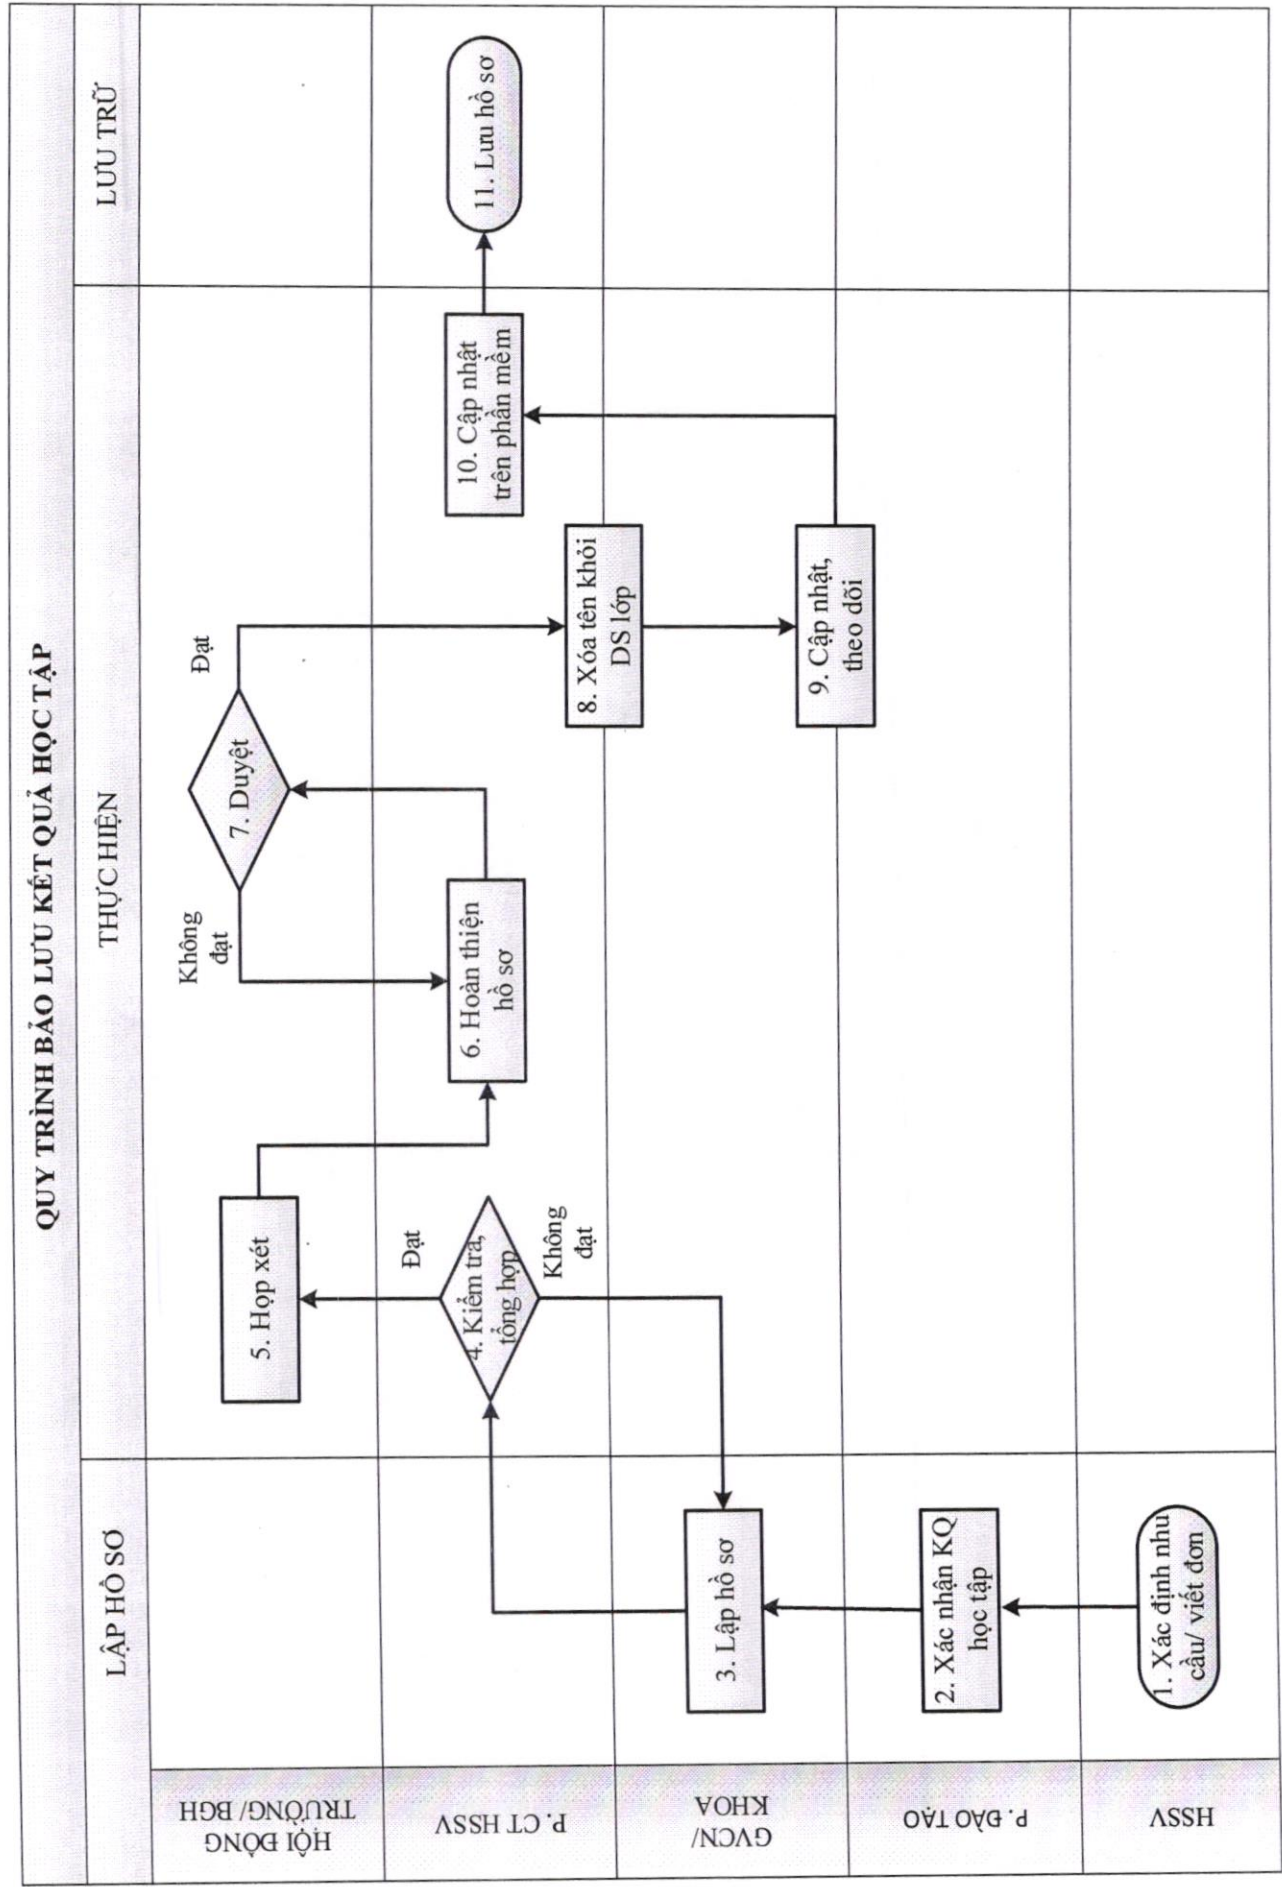 QUY TRÌNH BẢO LƯU KẾT QUẢ HỌC TẬP
LẬP HỒ SƠ
THỰC HIỆN
LƯU TRỮ
HỘI ĐỒNG
TRƯỜNG/ BGH
5. Họp xét
Không
đạt
7. Duyệt
Đạt
P. CT HSSV
Đạt
4. Kiểm tra,
tổng hợp
Không
đạt
6. Hoàn thiện
hồ sơ
10. Cập nhật
trên phần mềm
11. Lưu hồ sơ
8. Xóa tên khỏi
DS lớp
GVCN/
KHOA
3. Lập hồ sơ
9. Cập nhật,
theo dõi
P. ĐÀO TẠO
2. Xác nhận KQ
học tập
HSSV
1. Xác định nhu
cầu/ viết đơn